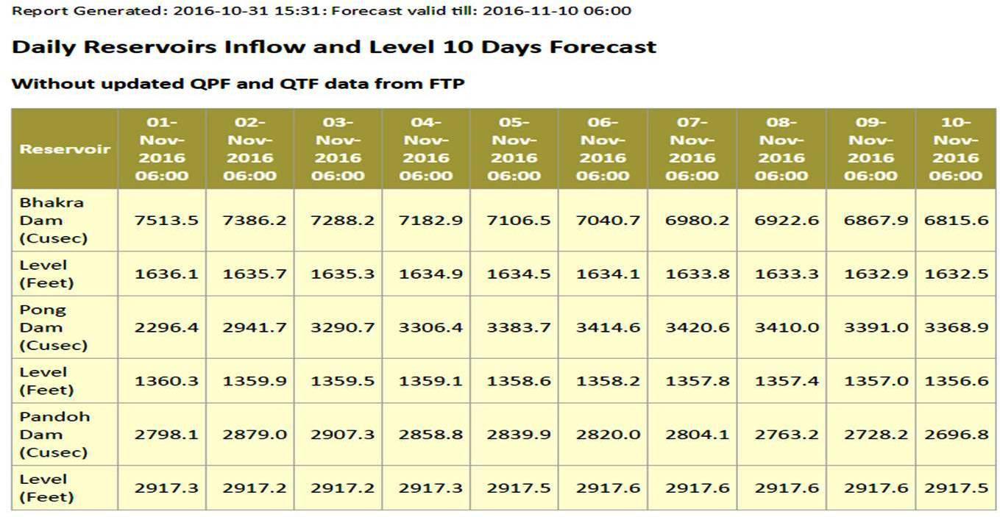 Report Generated: 2016-10-31 15:31: Forecast valid till: 2016-11-10 06:00
Daily Reservoirs Inflow and Level 10 Days Forecast
Without updated QPF and QTF data from FTP
Reservoir 01-Nov-2016 06:00 02-Nov-2016 06:00 03-Nov-2016 06:00 04-Nov-2016 06:00 05-Nov-2016 06:00 06-Nov-2016 06:00 07-Nov-2016 06:00 08-Nov-2016 06:00 09-Nov-2016 06:00 10-Nov-2016 06:00
Bhakra Dam (Cusec) 7513.5 7386.2 7288.2 7182.9 7106.5 7040.7 6980.2 6922.6 6867.9 6815.6
Level (Feet) 1636.1 1635.7 1635.3 1634.9 1634.5 1634.1 1633.8 1633.3 1632.9 1632.5
Pong Dam (Cusec) 2296.4 2941.7 3290.7 3306.4 3383.7 3414.6 3420.6 3410.0 3391.0 3368.9
Level (Feet) 1360.3 1359.9 1359.5 1359.1 1358.6 1358.2 1357.8 1357.4 1357.0 1356.6
Pandoh Dam (Cusec) 2798.1 2879.0 2907.3 2858.8 2839.9 2820.0 2804.1 2763.2 2728.2 2696.8
Level (Feet) 2917.3 2917.2 2917.2 2917.3 2917.5 2917.6 2917.6 2917.6 2917.6 2917.5